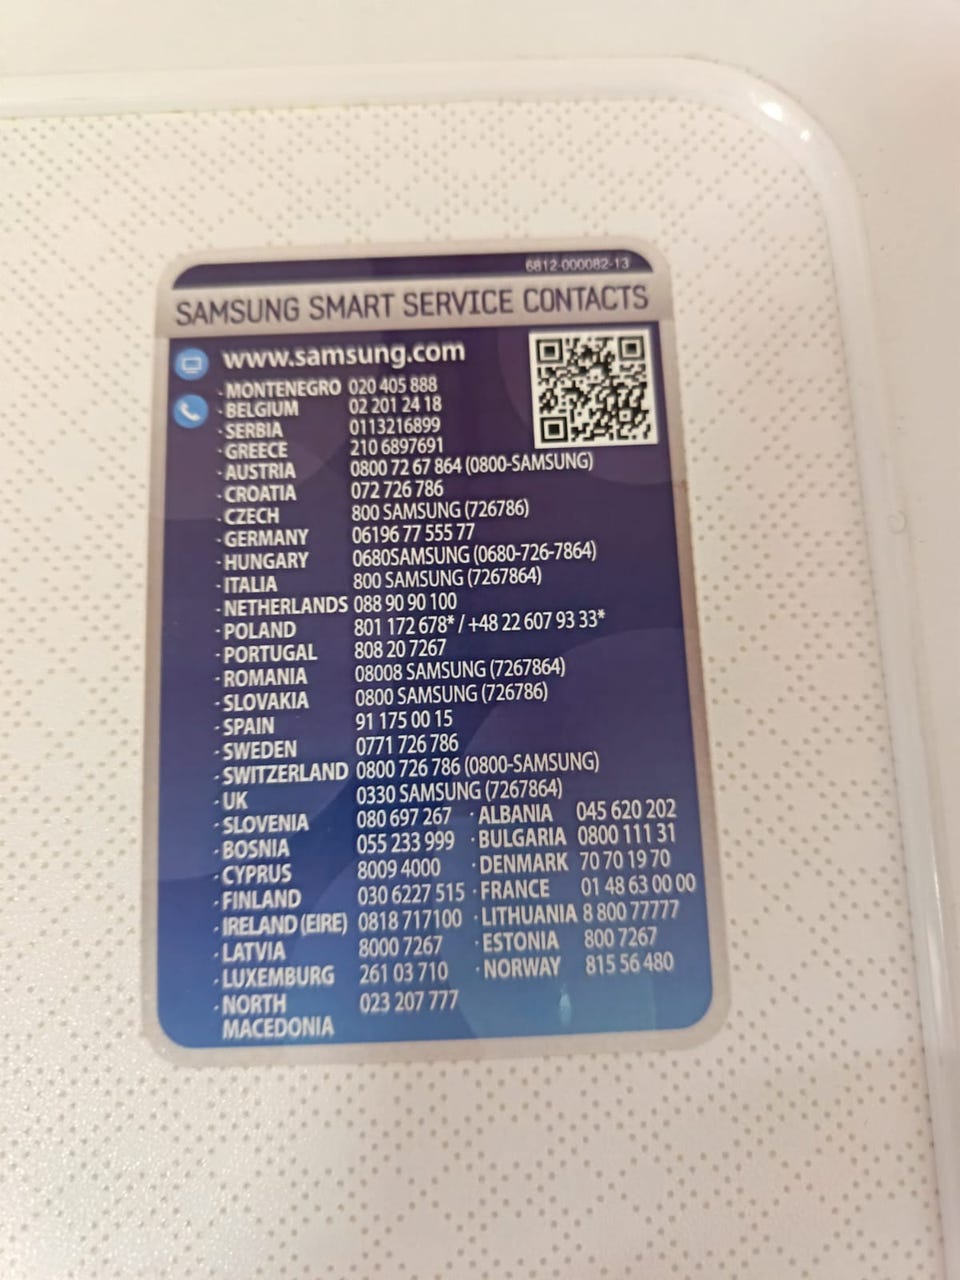 6812-000082-13
SAMSUNG SMART SERVICE CONTACTS
www.samsung.com
· MONTENEGRO 020 405 888
· BELGIUM 02 201 24 18
· SERBIA 0113216899
· GREECE 210 6897691
· AUSTRIA 0800 72 67 864 (0800-SAMSUNG)
· CROATIA 072 726 786
· CZECH 800 SAMSUNG (726786)
· GERMANY 06196 77 555 77
· HUNGARY 0680SAMSUNG (0680-726-7864)
· ITALIA 800 SAMSUNG (7267864)
· NETHERLANDS 088 90 90 100
· POLAND 801 172 678* / +48 22 607 93 33*
· PORTUGAL 808 20 7267
· ROMANIA 08008 SAMSUNG (7267864)
· SLOVAKIA 0800 SAMSUNG (726786)
· SPAIN 91 175 00 15
· SWEDEN 0771 726 786
· SWITZERLAND 0800 726 786 (0800-SAMSUNG)
· UK 0330 SAMSUNG (7267864)
· SLOVENIA 080 697 267 · ALBANIA 045 620 202
· BOSNIA 055 233 999 · BULGARIA 0800 111 31
· CYPRUS 8009 4000 · DENMARK 70 70 19 70
· FINLAND 030 6227 515 · FRANCE 01 48 63 00 00
· IRELAND (EIRE) 0818 717100 · LITHUANIA 8 800 77777
· LATVIA 8000 7267 · ESTONIA 800 7267
· LUXEMBURG 261 03 710 · NORWAY 815 56 480
· NORTH 023 207 777
MACEDONIA